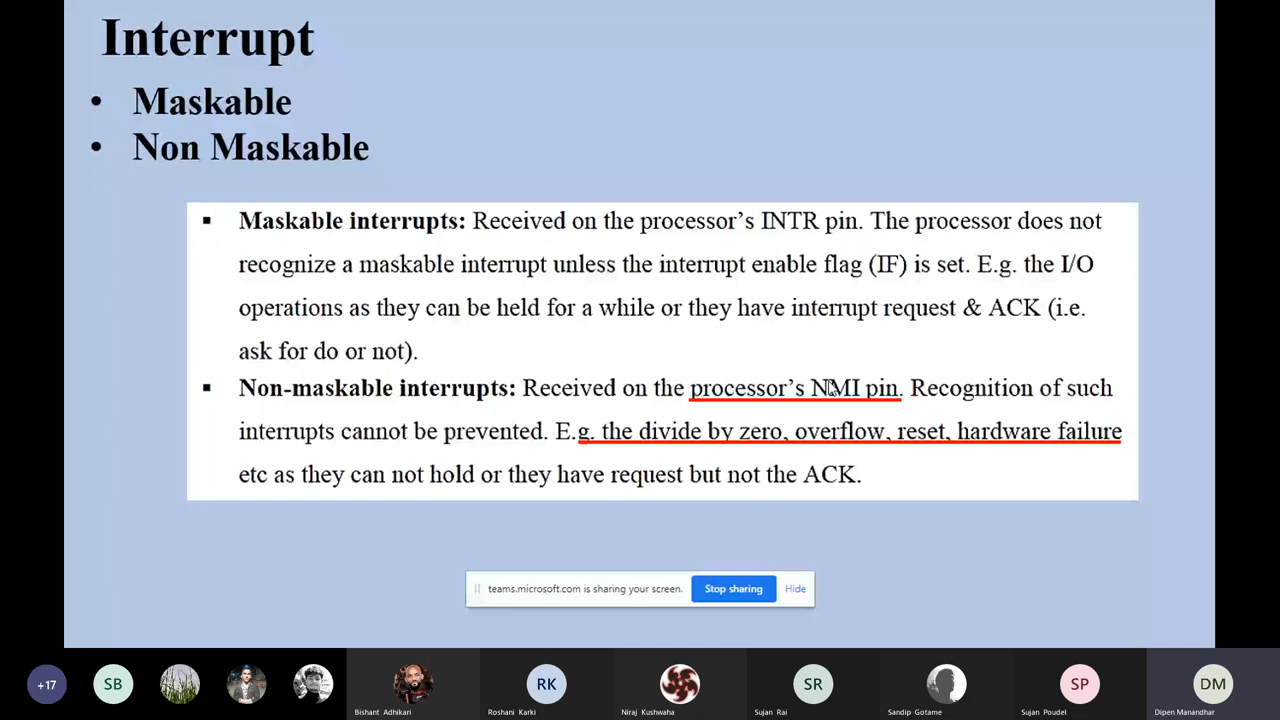 Interrupt
• Maskable
• Non Maskable
▪ Maskable interrupts: Received on the processor's INTR pin. The processor does not
recognize a maskable interrupt unless the interrupt enable flag (IF) is set. E.g. the I/O
operations as they can be held for a while or they have interrupt request & ACK (i.e.
ask for do or not).
▪ Non-maskable interrupts: Received on the processor's NMI pin. Recognition of such
interrupts cannot be prevented. E.g. the divide by zero, overflow, reset, hardware failure
etc as they can not hold or they have request but not the ACK.
teams.microsoft.com is sharing your screen. Stop sharing Hide
+17 SB RK SR SP DM
Bishant Adhikari Roshani Karki Niraj Kushwaha Sujan Rai Sandip Gotame Sujan Poudel Dipen Manandhar